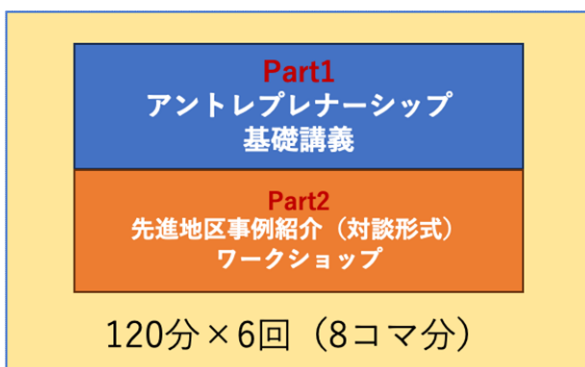 Part1
アントレプレナーシップ
基礎講義
Part2
先進地区事例紹介（対談形式）
ワークショップ
120分×6回（8コマ分）